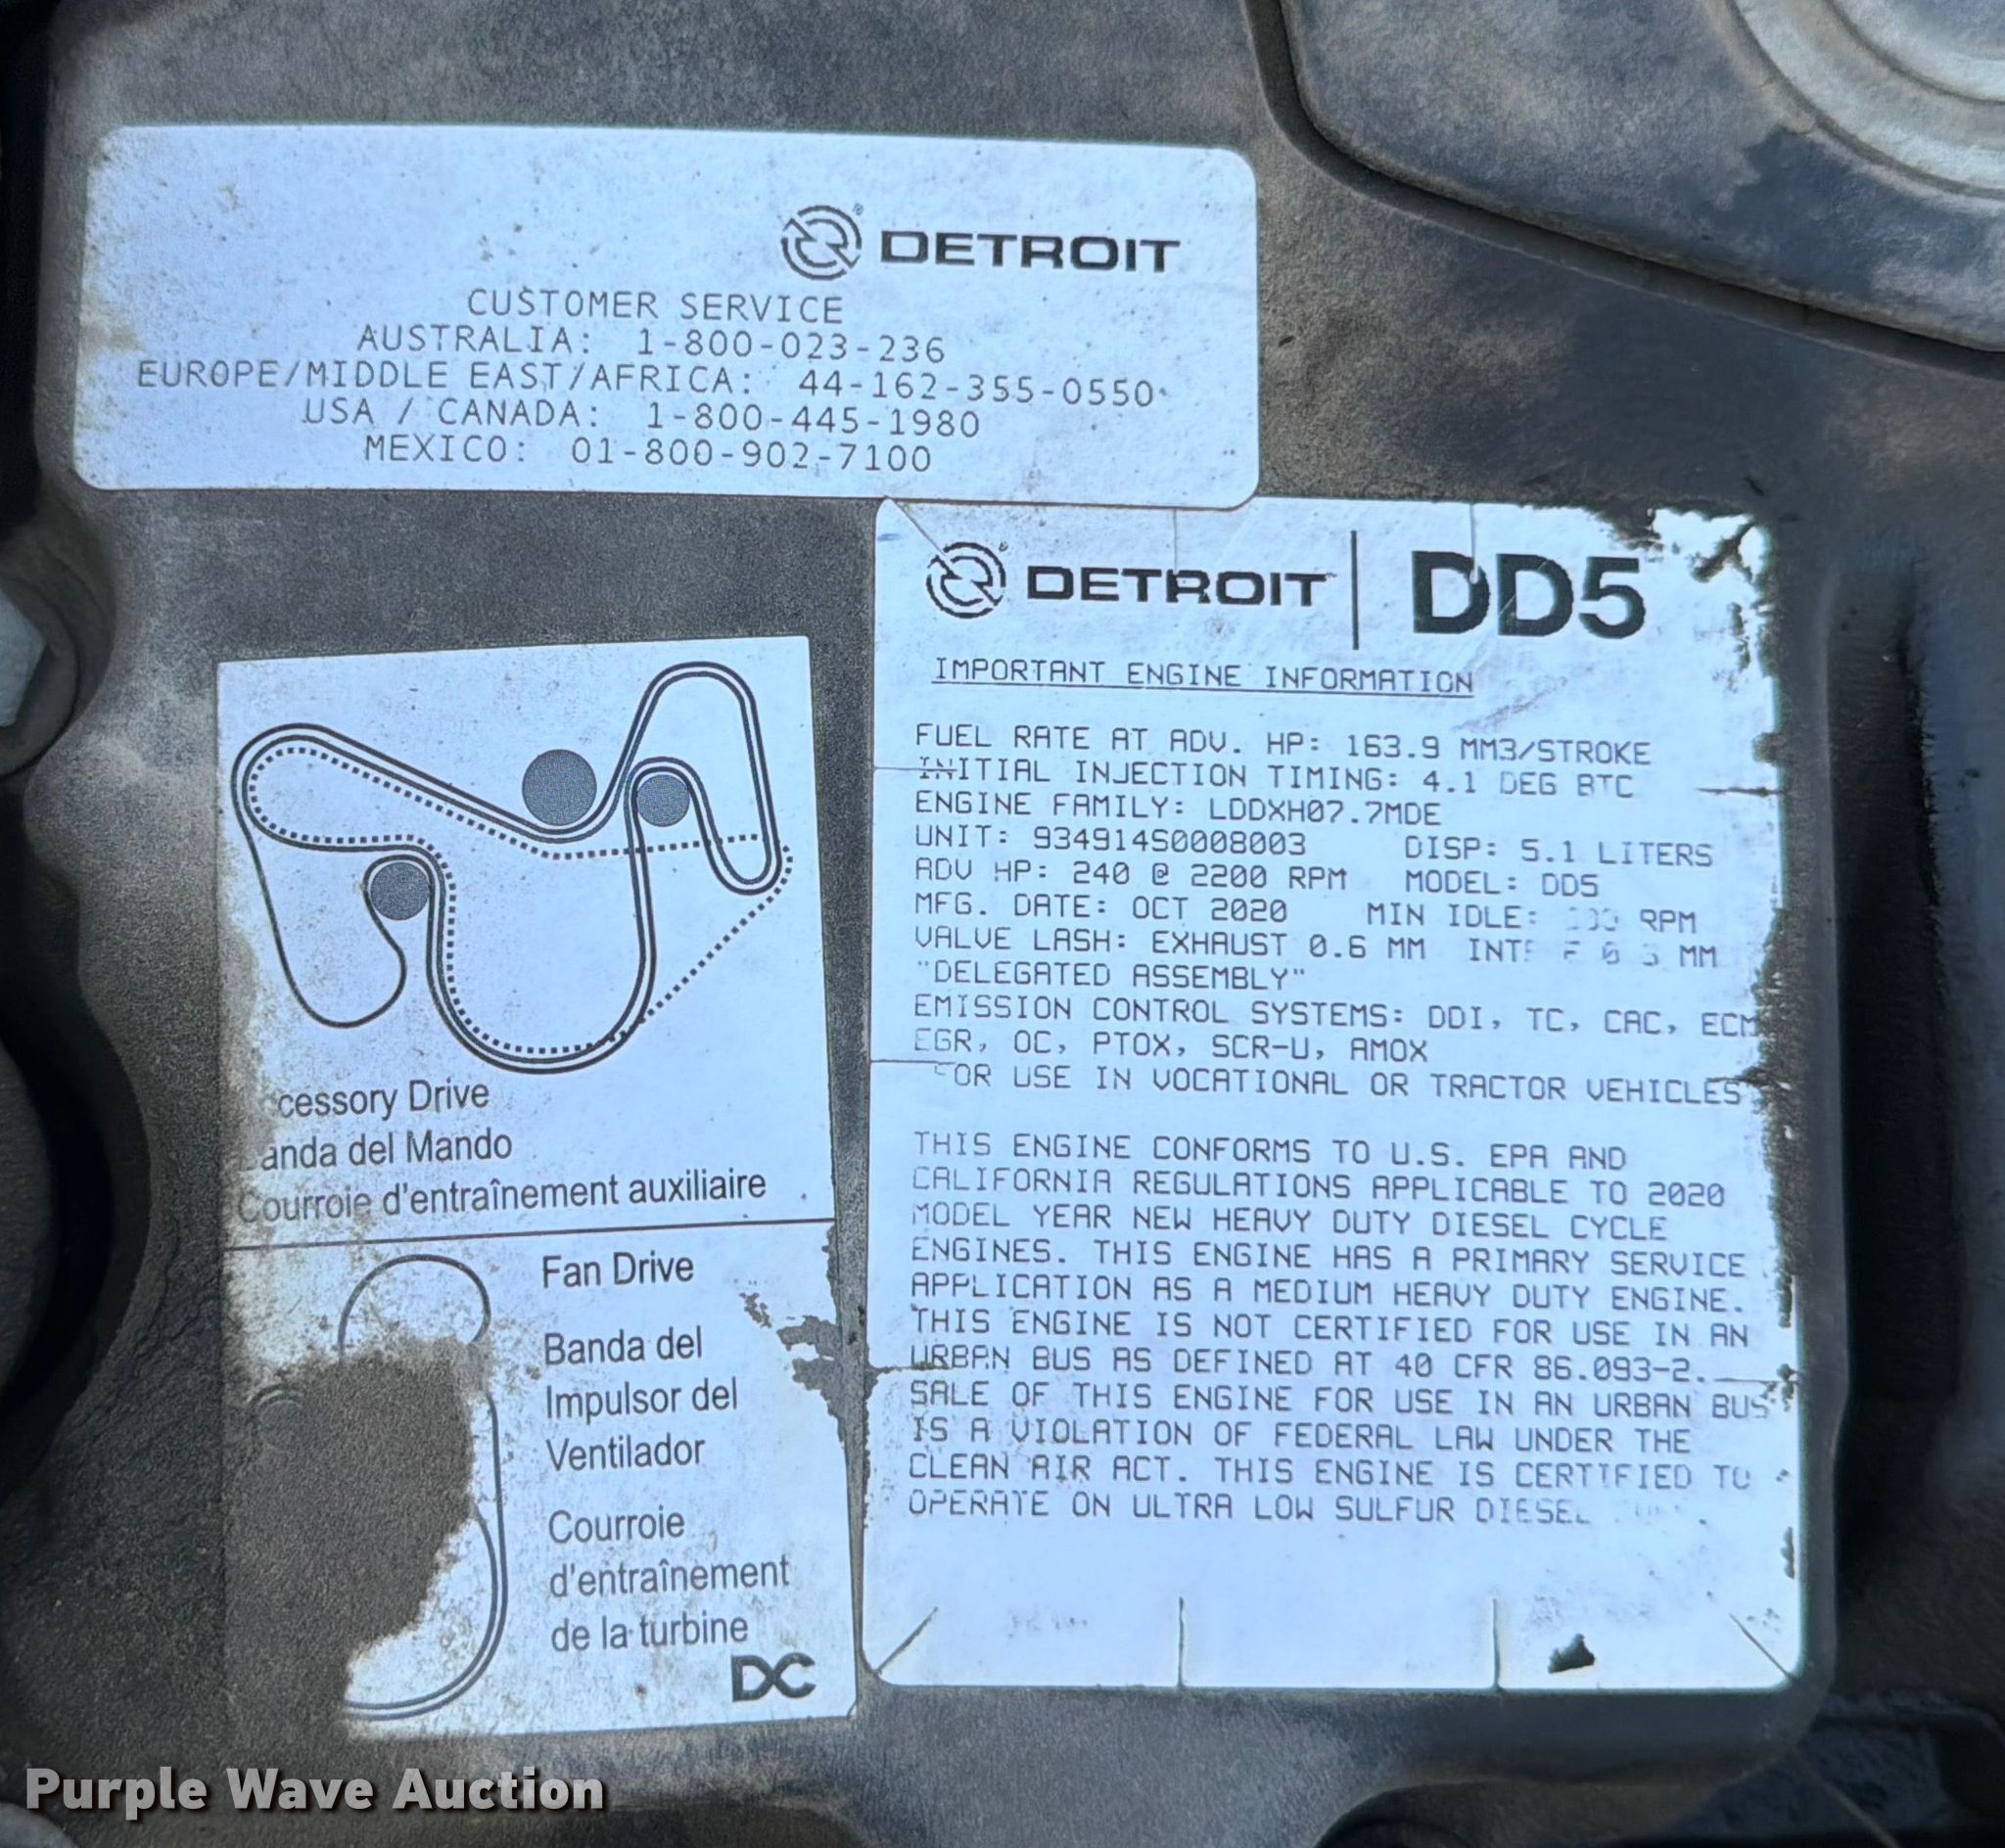 DETROIT
CUSTOMER SERVICE
AUSTRALIA: 1-800-023-236
EUROPE/MIDDLE EAST/AFRICA: 44-162-355-0550
USA / CANADA: 1-800-445-1980
MEXICO: 01-800-902-7100
DETROIT | DD5
IMPORTANT ENGINE INFORMATION
FUEL RATE AT ADV. HP: 163.9 MM3/STROKE
INITIAL INJECTION TIMING: 4.1 DEG BTC
ENGINE FAMILY: LDDXH07.7MDE
UNIT: 934914S0008003 DISP: 5.1 LITERS
ADV HP: 240 @ 2200 RPM MODEL: DD5
MFG. DATE: OCT 2020 MIN IDLE: RPM
VALVE LASH: EXHAUST 0.6 MM MM
"DELEGATED ASSEMBLY"
EMISSION CONTROL SYSTEMS: DDI, TC, CAC, ECM
EGR, OC, PTOX, SCR-U, AMOX
FOR USE IN VOCATIONAL OR TRACTOR VEHICLES
THIS ENGINE CONFORMS TO U.S. EPA AND
CALIFORNIA REGULATIONS APPLICABLE TO 2020
MODEL YEAR NEW HEAVY DUTY DIESEL CYCLE
ENGINES. THIS ENGINE HAS A PRIMARY SERVICE
APPLICATION AS A MEDIUM HEAVY DUTY ENGINE.
THIS ENGINE IS NOT CERTIFIED FOR USE IN AN
URBAN BUS AS DEFINED AT 40 CFR 86.093-2.
SALE OF THIS ENGINE FOR USE IN AN URBAN BUS
IS A VIOLATION OF FEDERAL LAW UNDER THE
CLEAN AIR ACT. THIS ENGINE IS CERTIFIED TO
OPERATE ON ULTRA LOW SULFUR DIESEL
cessory Drive
anda del Mando
Courroie d'entraînement auxiliaire
Fan Drive
Banda del
Impulsor del
Ventilador
Courroie
d'entraînement
de la turbine
DC
Purple Wave Auction